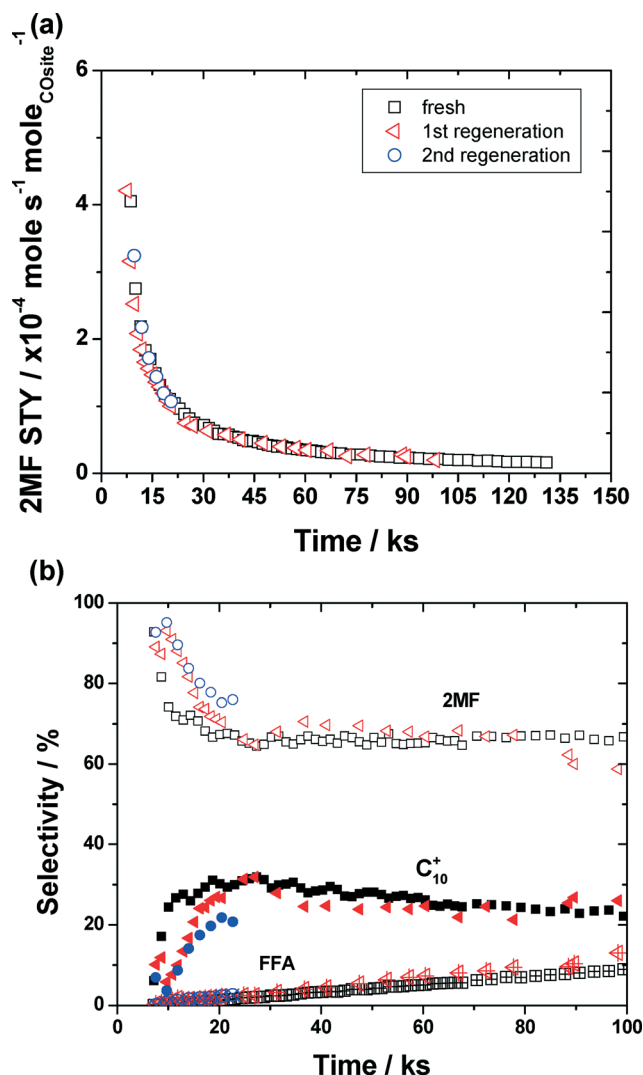 (a)
2MF STY / x10⁻⁴ mole s⁻¹ mole_COsite⁻¹
6
4
2
0
fresh
1st regeneration
2nd regeneration
0 15 30 45 60 75 90 105 120 135 150
Time / ks
(b)
Selectivity / %
100
80
60
40
20
0
2MF
C₁₀⁺
FFA
0 20 40 60 80 100
Time / ks